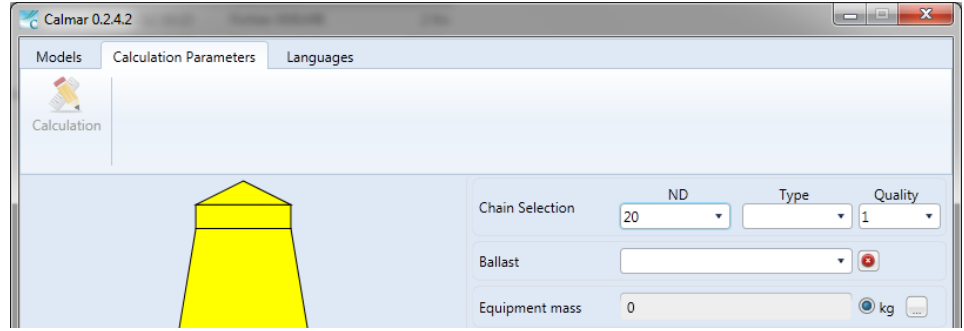 Calmar 0.2.4.2
Models Calculation Parameters Languages
Calculation
ND Type Quality
Chain Selection 20 1
Ballast
Equipment mass 0 kg ...